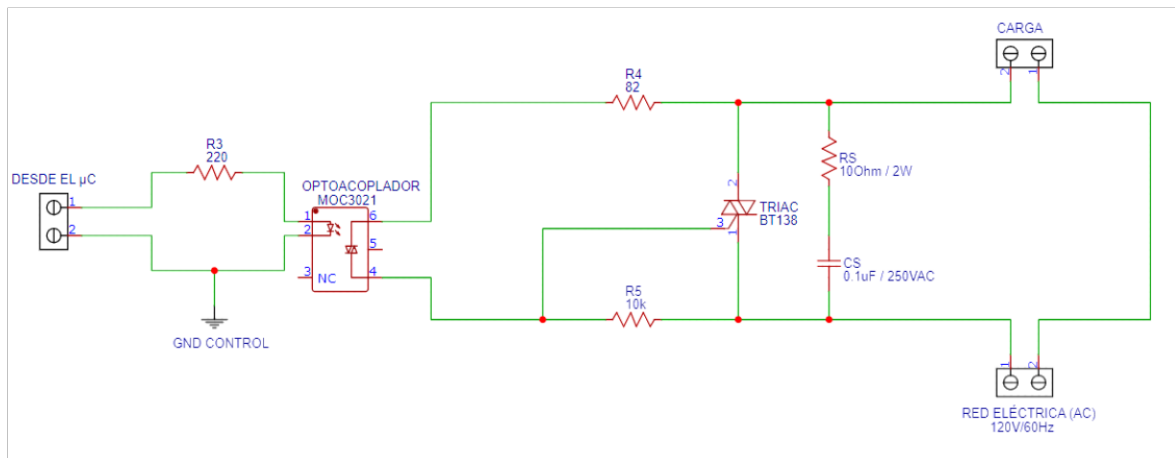 CARGA
2
1
R4
82
R3
220
DESDE EL µC
1
2
OPTOACOPLADOR
MOC3021
1
2
3
NC
6
5
4
2
3
1
TRIAC
BT138
RS
10Ohm / 2W
CS
0.1uF / 250VAC
R5
10k
GND CONTROL
1
2
RED ELÉCTRICA (AC)
120V/60Hz